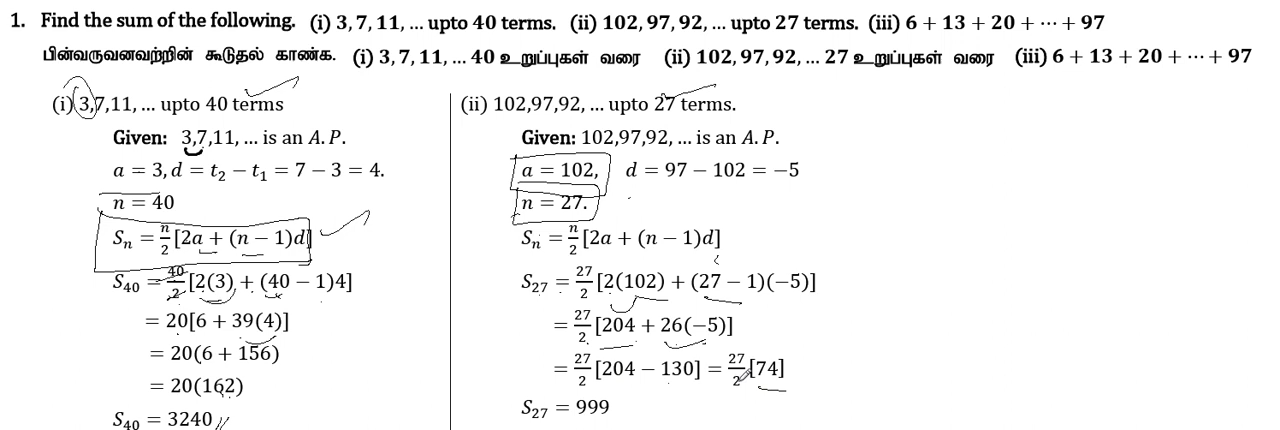 1. Find the sum of the following. (i) 3, 7, 11, … upto 40 terms. (ii) 102, 97, 92, … upto 27 terms. (iii) 6 + 13 + 20 + ⋯ + 97
பின்வருவனவற்றின் கூடுதல் காண்க. (i) 3, 7, 11, … 40 உறுப்புகள் வரை (ii) 102, 97, 92, … 27 உறுப்புகள் வரை (iii) 6 + 13 + 20 + ⋯ + 97
(i) 3,7,11, … upto 40 terms
Given: 3,7,11, … is an A. P.
a = 3, d = t₂ − t₁ = 7 − 3 = 4.
n = 40
Sₙ = n/2 [2a + (n − 1)d]
S₄₀ = 40/2 [2(3) + (40 − 1)4]
= 20[6 + 39(4)]
= 20(6 + 156)
= 20(162)
S₄₀ = 3240
(ii) 102,97,92, … upto 27 terms.
Given: 102,97,92, … is an A. P.
a = 102, d = 97 − 102 = −5
n = 27.
Sₙ = n/2 [2a + (n − 1)d]
S₂₇ = 27/2 [2(102) + (27 − 1)(−5)]
= 27/2 [204 + 26(−5)]
= 27/2 [204 − 130] = 27/2 [74]
S₂₇ = 999